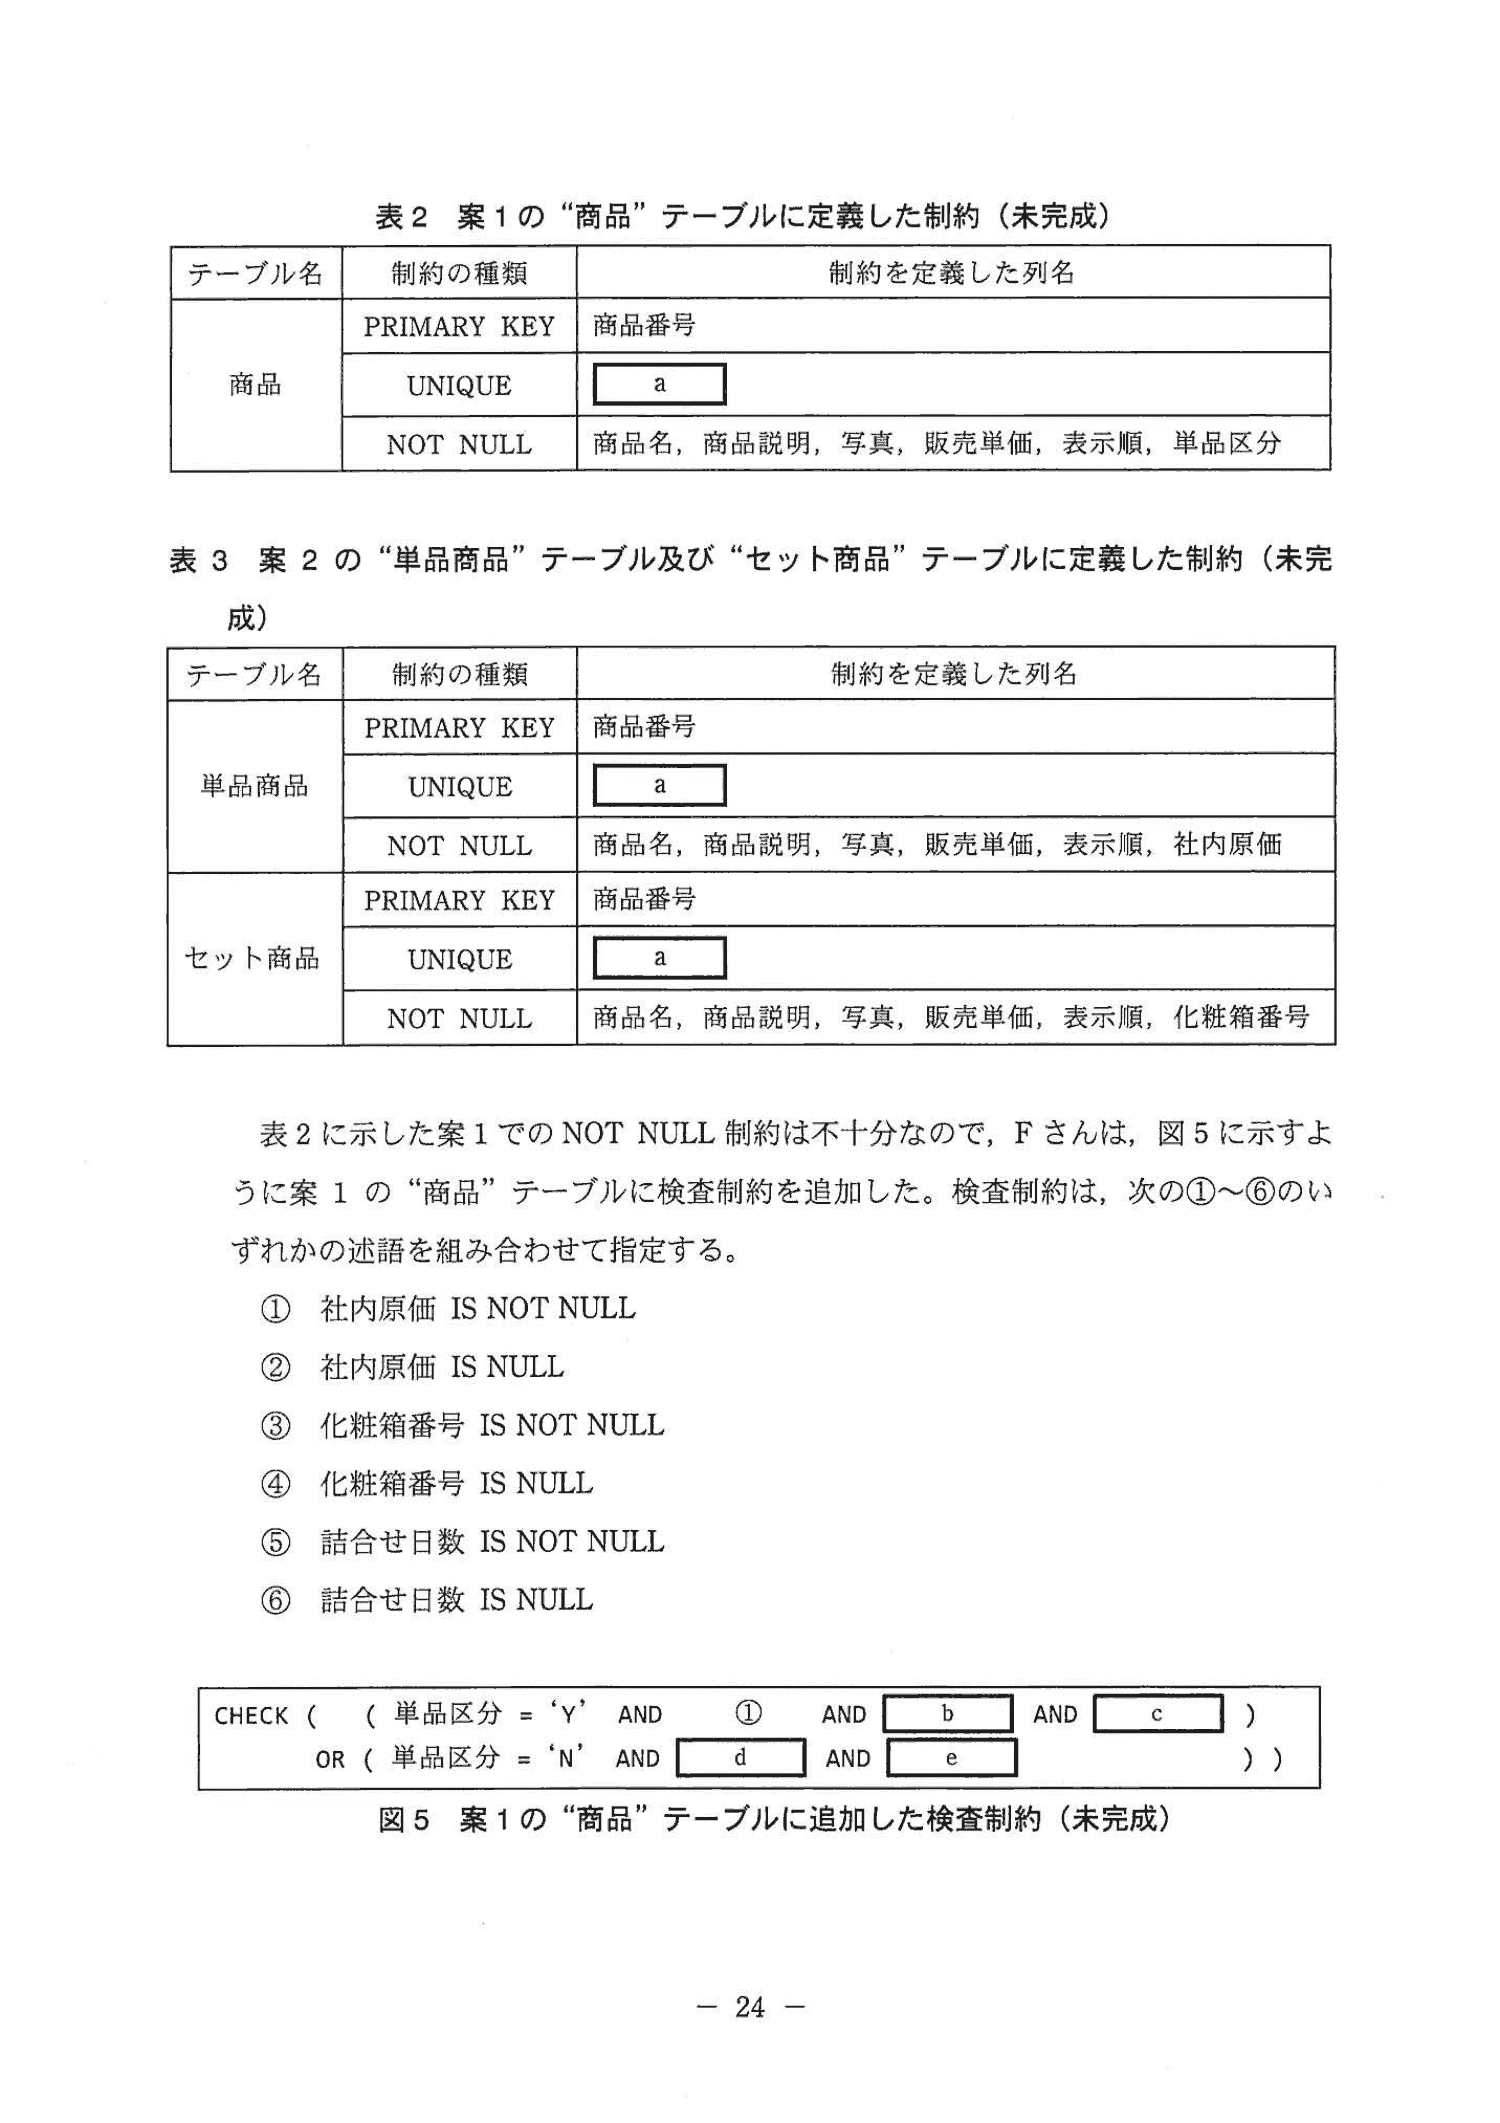 表2　案1の“商品”テーブルに定義した制約（未完成）
テーブル名　制約の種類　制約を定義した列名
商品　PRIMARY KEY　商品番号
UNIQUE　a
NOT NULL　商品名，商品説明，写真，販売単価，表示順，単品区分
表3　案2の“単品商品”テーブル及び“セット商品”テーブルに定義した制約（未完
成）
テーブル名　制約の種類　制約を定義した列名
単品商品　PRIMARY KEY　商品番号
UNIQUE　a
NOT NULL　商品名，商品説明，写真，販売単価，表示順，社内原価
セット商品　PRIMARY KEY　商品番号
UNIQUE　a
NOT NULL　商品名，商品説明，写真，販売単価，表示順，化粧箱番号
表2に示した案1でのNOT NULL制約は不十分なので，Fさんは，図5に示すよ
うに案1の“商品”テーブルに検査制約を追加した。検査制約は，次の①～⑥のい
ずれかの述語を組み合わせて指定する。
①　社内原価 IS NOT NULL
②　社内原価 IS NULL
③　化粧箱番号 IS NOT NULL
④　化粧箱番号 IS NULL
⑤　詰合せ日数 IS NOT NULL
⑥　詰合せ日数 IS NULL
CHECK (　( 単品区分 = ‘Y’ AND ① AND b AND c )
OR ( 単品区分 = ‘N’ AND d AND e ) )
図5　案1の“商品”テーブルに追加した検査制約（未完成）
－ 24 －